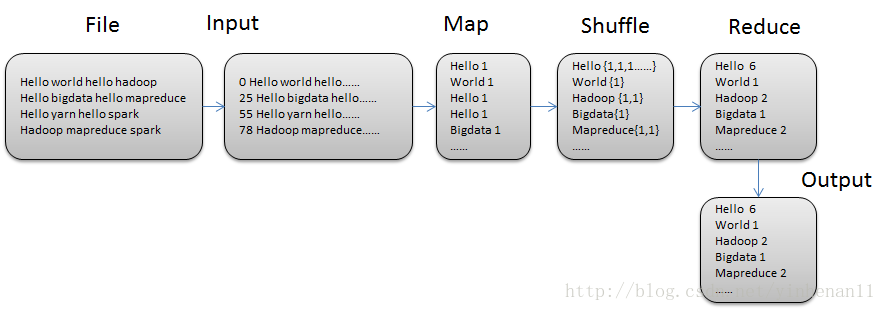 File
Input
Map
Shuffle
Reduce
Hello world hello hadoop
Hello bigdata hello mapreduce
Hello yarn hello spark
Hadoop mapreduce spark
0 Hello world hello……
25 Hello bigdata hello……
55 Hello yarn hello……
78 Hadoop mapreduce……
Hello 1
World 1
Hello 1
Hello 1
Bigdata 1
……
Hello {1,1,1……}
World {1}
Hadoop {1,1}
Bigdata{1}
Mapreduce{1,1}
……
Hello 6
World 1
Hadoop 2
Bigdata 1
Mapreduce 2
……
Output
Hello 6
World 1
Hadoop 2
Bigdata 1
Mapreduce 2
……
http://blog.cs